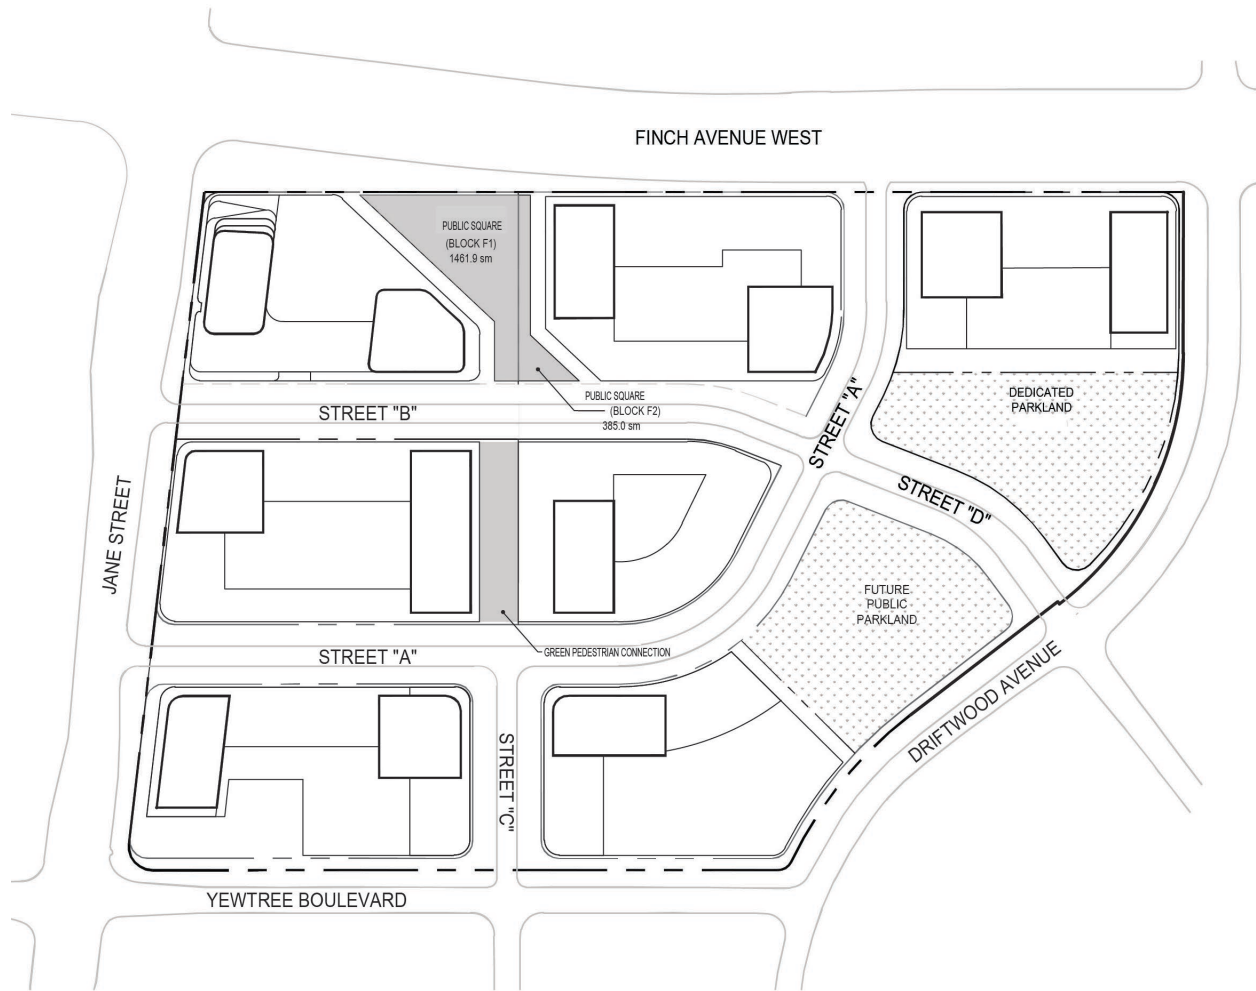 FINCH AVENUE WEST
PUBLIC SQUARE
(BLOCK F1)
1461.9 sm
DEDICATED
PARKLAND
PUBLIC SQUARE
(BLOCK F2)
385.0 sm
STREET "B"
STREET "A"
STREET "D"
JANE STREET
FUTURE
PUBLIC
PARKLAND
GREEN PEDESTRIAN CONNECTION
STREET "A"
DRIFTWOOD AVENUE
STREET "C"
YEWTREE BOULEVARD